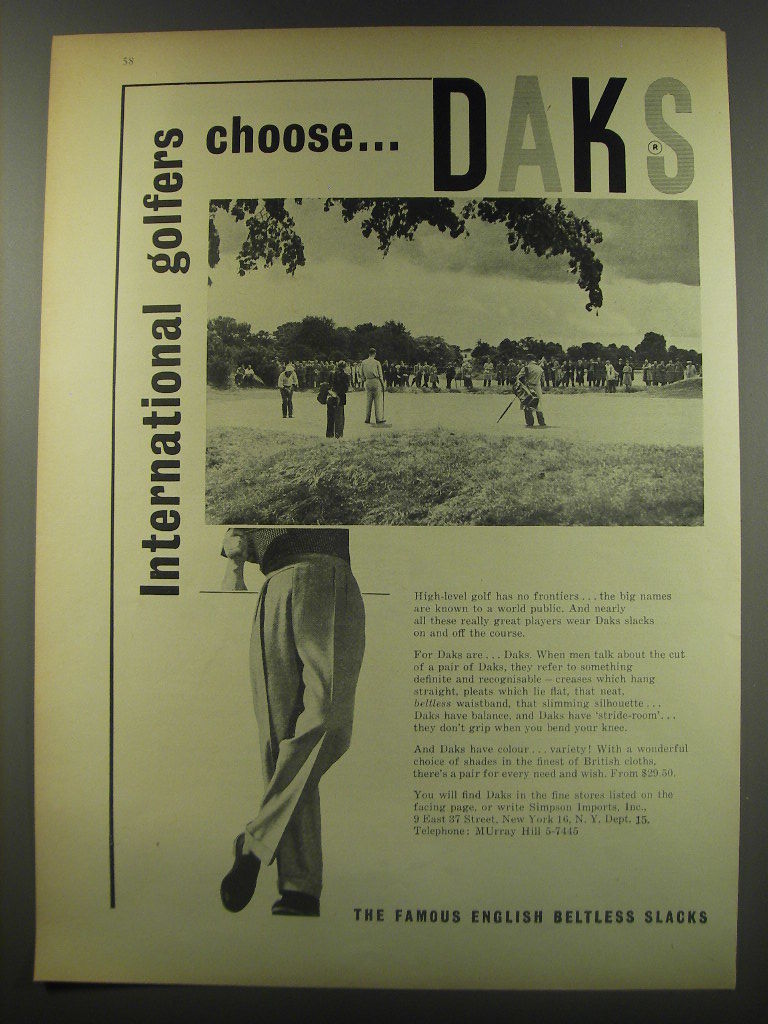 58
International golfers
choose...
DAKS
®
High-level golf has no frontiers . . . the big names
are known to a world public. And nearly
all these really great players wear Daks slacks
on and off the course.
For Daks are . . . Daks. When men talk about the cut
of a pair of Daks, they refer to something
definite and recognisable – creases which hang
straight, pleats which lie flat, that neat,
beltless waistband, that slimming silhouette . . .
Daks have balance, and Daks have 'stride-room' . . .
they don't grip when you bend your knee.
And Daks have colour . . . variety! With a wonderful
choice of shades in the finest of British cloths,
there's a pair for every need and wish. From $29.50.
You will find Daks in the fine stores listed on the
facing page, or write Simpson Imports, Inc.,
9 East 37 Street, New York 16, N. Y. Dept. 15.
Telephone: MUrray Hill 5-7445
THE FAMOUS ENGLISH BELTLESS SLACKS